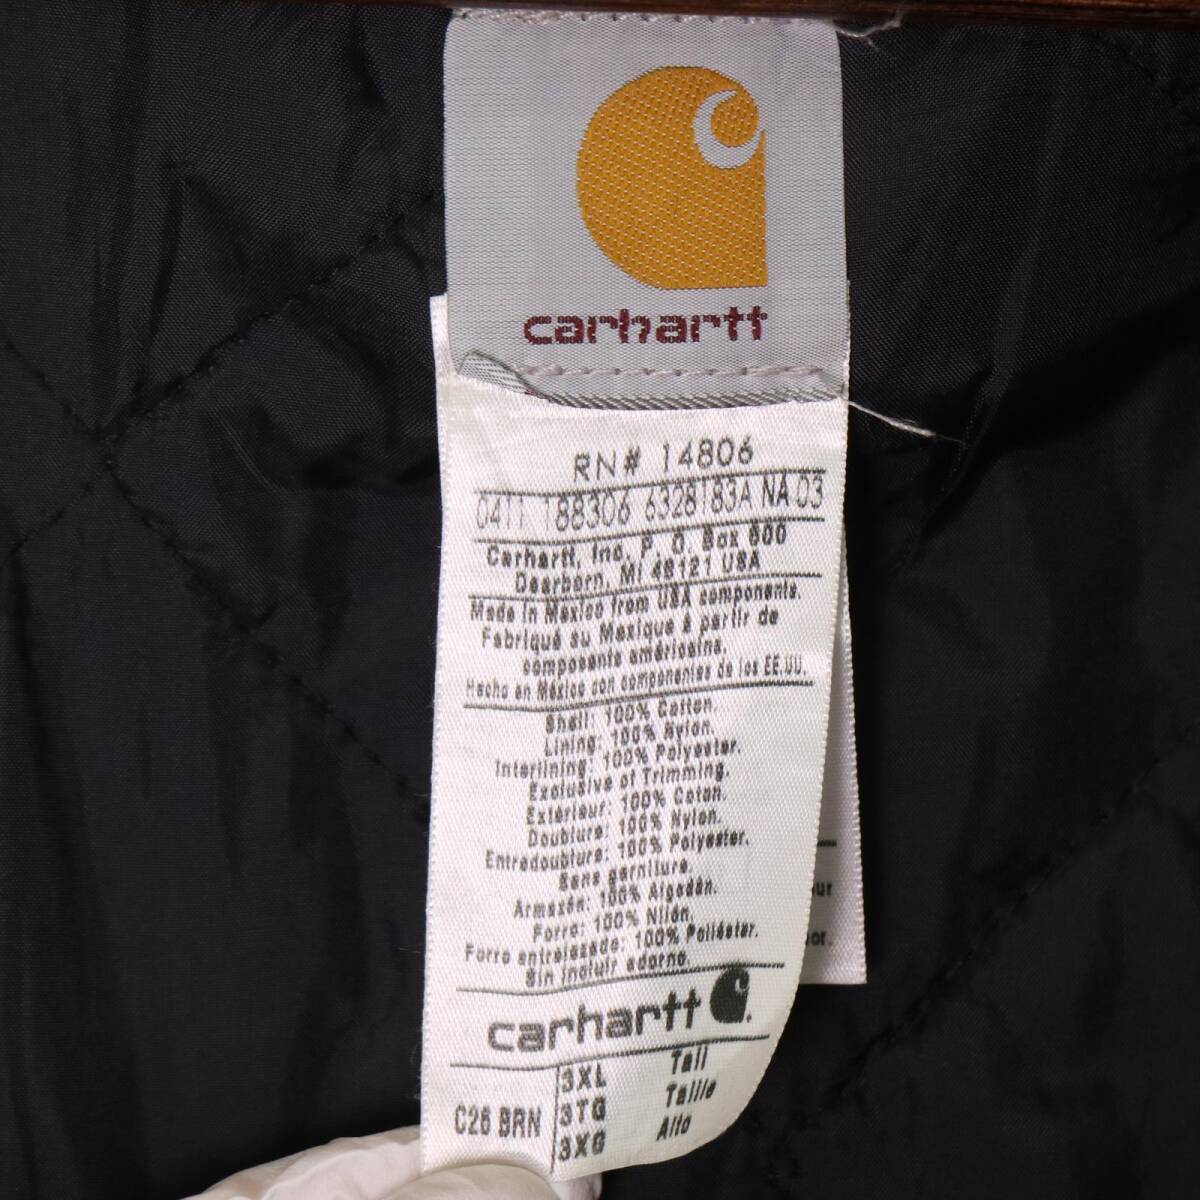 carhartt
RN# 14806
0411 188306 6328183A NA 03
Carhartt, Inc. P. O. Box 600
Dearborn, MI 48121 USA
Made in Mexico from USA components.
Fabriqué au Mexique à partir de
composants américains.
Hecho en México con componentes de los EE.UU.
Shell: 100% Cotton.
Lining: 100% Nylon.
Interlining: 100% Polyester.
Exclusive of Trimming.
Extérieur: 100% Coton.
Doublure: 100% Nylon.
Entredoublure: 100% Polyester.
Sans garniture.
Armazón: 100% Algodón.
Forro: 100% Nilón.
Forro entrelazado: 100% Poliéster.
Sin incluir adorno.
carhartt
C26 BRN
3XL Tall
3TG Taille
3XG Alto